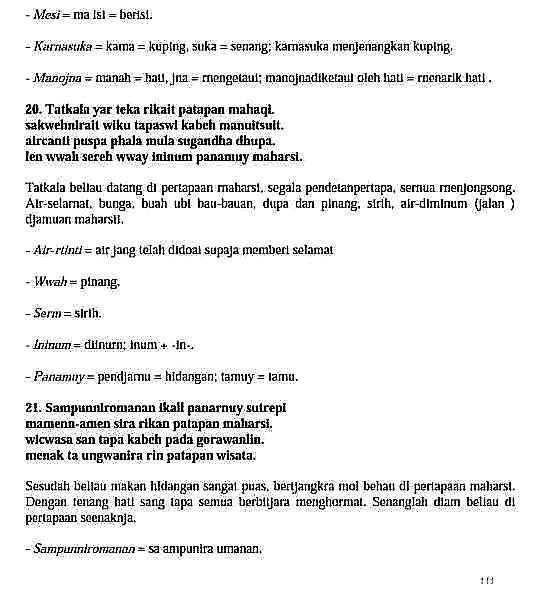 - Mesi = ma isi = berisi.
- Karnasuka = karna = kuping, suka = senang; karnasuka menjenangkan kuping.
- Manojna = manah = hati, jna = mengetaui; manojnadiketaui oleh hati = menarik hati .
20. Tatkala yar teka rikait patapan mahaqi.
sakwehnirait wiku tapaswi kabeh manuitsuit.
aircanti puspa phala mula sugandha dhupa.
len wwah sereh wway ininum panamuy maharsi.
Tatkala beliau datang di pertapaan maharsi, segala pendetanpertapa, semua menjongsong.
Air-selamat, bunga, buah ubi bau-bauan, dupa dan pinang, sirih, air-diminum (jalan )
djamuan maharsii.
- Air-rtinti = air jang telah didoai supaja memberi selamat
- Wwah = pinang.
- Serm = sirih.
- Ininum = diinurn; inum + -in-.
- Panamuy = pendjarnu = hidangan; tamuy = tamu.
21. Sampunniromanan ikait panarnuy sutrepi
mamenn-amen sira rikan patapan maharsi.
wicwasa san tapa kabeh pada gorawanlin.
menak ta ungwanira rin patapan wisata.
Sesudah beliau makan hidangan sangat puas, bertjangkra moi behau di pertapaan maharsi.
Dengan tenang hati sang tapa semua berbitjara menghormat. Senanglah diam beliau di
pertapaan seenaknja.
- Sampunniromanan = sa ampunira umanan.
111